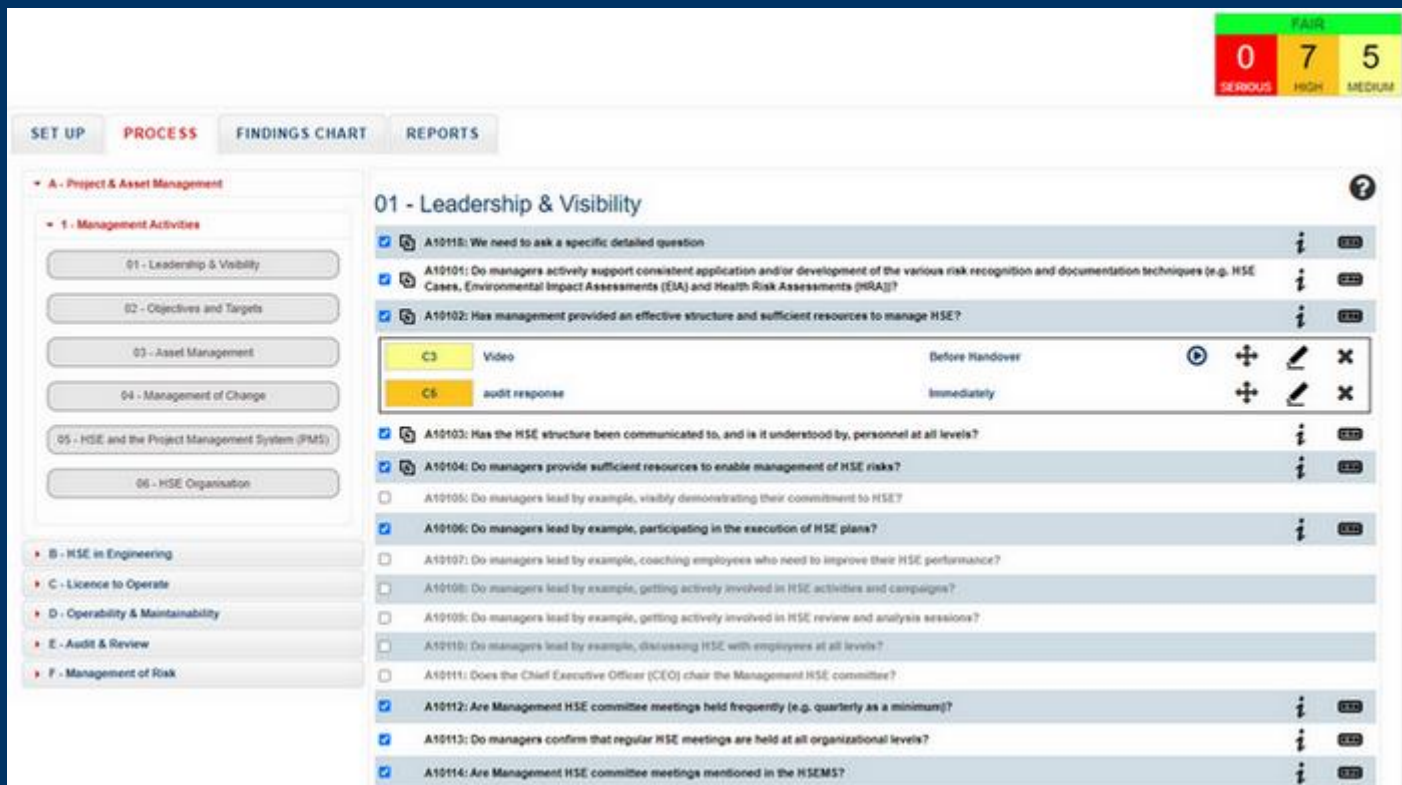 FAIR
0 7 5
SERIOUS HIGH MEDIUM
SET UP PROCESS FINDINGS CHART REPORTS
A - Project & Asset Management
1 - Management Activities
01 - Leadership & Visibility
02 - Objectives and Targets
03 - Asset Management
04 - Management of Change
05 - HSE and the Project Management System (PMS)
06 - HSE Organisation
B - HSE in Engineering
C - Licence to Operate
D - Operability & Maintainability
E - Audit & Review
F - Management of Risk
01 - Leadership & Visibility
A10118: We need to ask a specific detailed question
A10101: Do managers actively support consistent application and/or development of the various risk recognition and documentation techniques (e.g. HSE
Cases, Environmental Impact Assessments (EIA) and Health Risk Assessments (HRA))?
A10102: Has management provided an effective structure and sufficient resources to manage HSE?
C3 Video Before Handover
C5 audit response Immediately
A10103: Has the HSE structure been communicated to, and is it understood by, personnel at all levels?
A10104: Do managers provide sufficient resources to enable management of HSE risks?
A10105: Do managers lead by example, visibly demonstrating their commitment to HSE?
A10106: Do managers lead by example, participating in the execution of HSE plans?
A10107: Do managers lead by example, coaching employees who need to improve their HSE performance?
A10108: Do managers lead by example, getting actively involved in HSE activities and campaigns?
A10109: Do managers lead by example, getting actively involved in HSE review and analysis sessions?
A10110: Do managers lead by example, discussing HSE with employees at all levels?
A10111: Does the Chief Executive Officer (CEO) chair the Management HSE committee?
A10112: Are Management HSE committee meetings held frequently (e.g. quarterly as a minimum)?
A10113: Do managers confirm that regular HSE meetings are held at all organizational levels?
A10114: Are Management HSE committee meetings mentioned in the HSEMS?